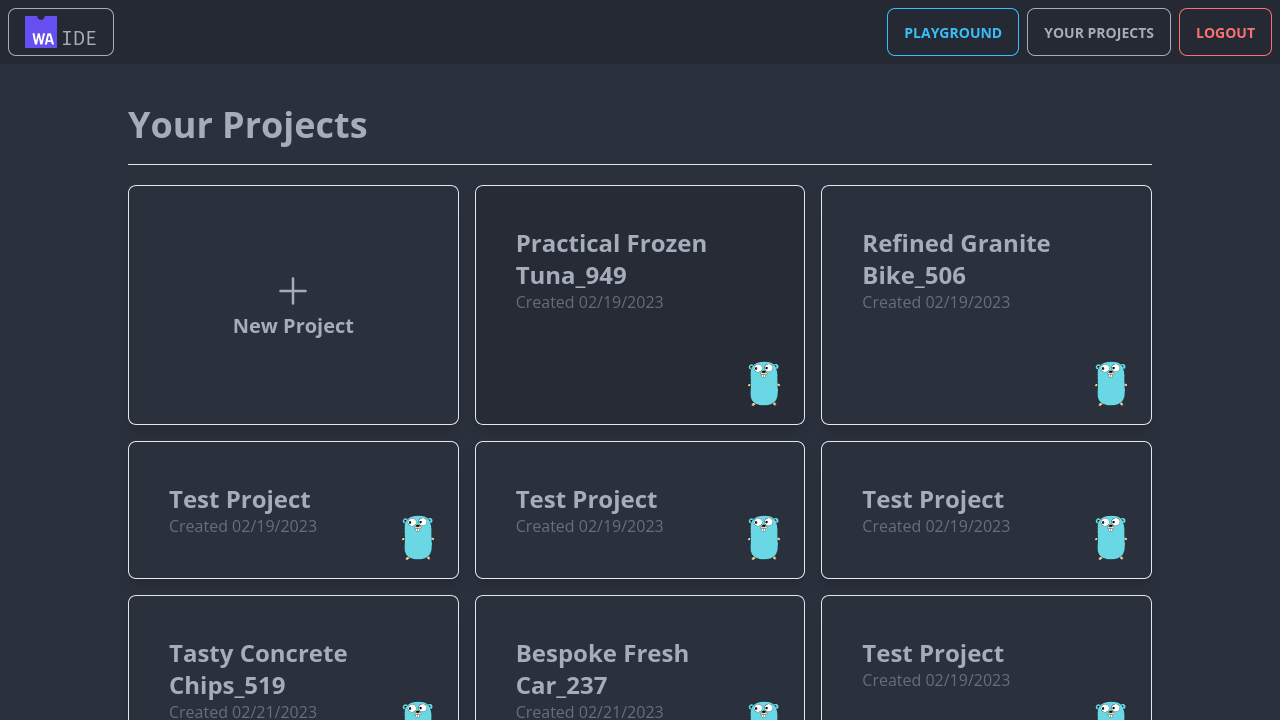 WA IDE
PLAYGROUND
YOUR PROJECTS
LOGOUT
Your Projects
New Project
Practical Frozen
Tuna_949
Created 02/19/2023
Refined Granite
Bike_506
Created 02/19/2023
Test Project
Created 02/19/2023
Test Project
Created 02/19/2023
Test Project
Created 02/19/2023
Tasty Concrete
Chips_519
Created 02/21/2023
Bespoke Fresh
Car_237
Created 02/21/2023
Test Project
Created 02/19/2023